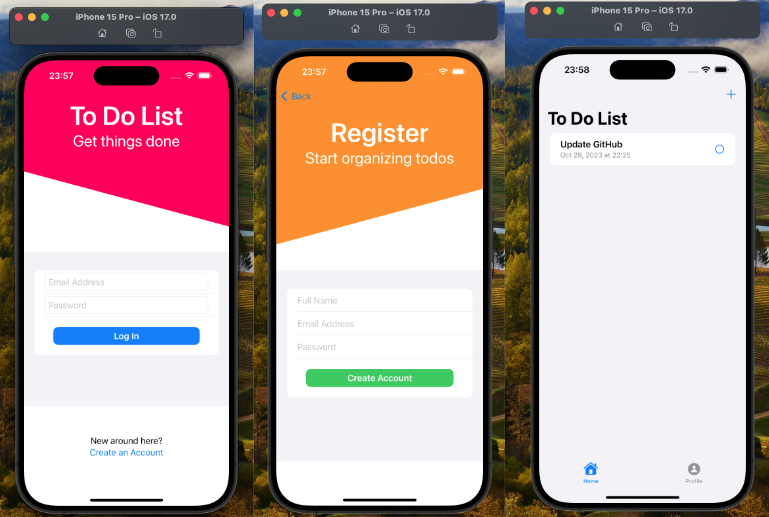 iPhone 15 Pro – iOS 17.0
23:57
To Do List
Get things done
Email Address
Password
Log In
New around here?
Create an Account
iPhone 15 Pro – iOS 17.0
23:57
Back
Register
Start organizing todos
Full Name
Email Address
Password
Create Account
iPhone 15 Pro – iOS 17.0
23:58
To Do List
Update GitHub
Oct 28, 2023 at 22:25
Home
Profile